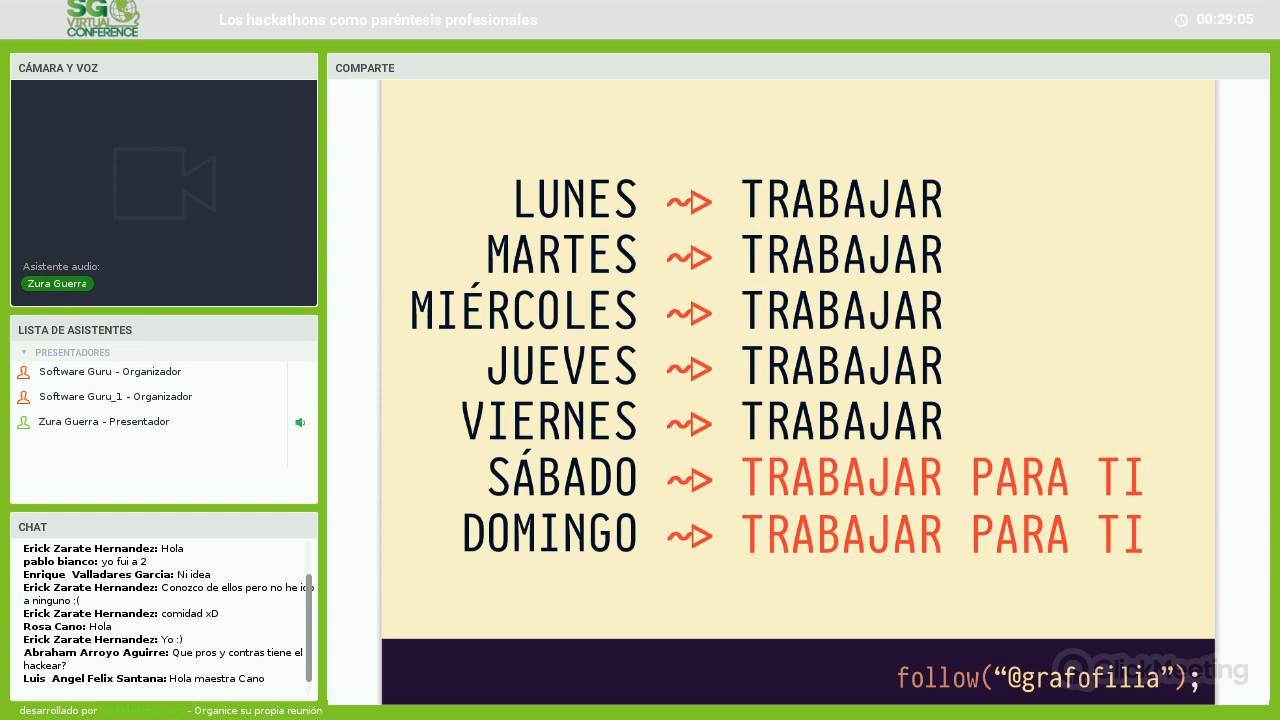 SG
VIRTUAL
CONFERENCE
Los hackathons como paréntesis profesionales
00:29:05
CÁMARA Y VOZ
Asistente audio:
Zura Guerra
LISTA DE ASISTENTES
PRESENTADORES
Software Guru - Organizador
Software Guru_1 - Organizador
Zura Guerra - Presentador
CHAT
Erick Zarate Hernandez: Hola
pablo bianco: yo fui a 2
Enrique Valladares Garcia: Ni idea
Erick Zarate Hernandez: Conozco de ellos pero no he ido
a ninguno :(
Erick Zarate Hernandez: comidad xD
Rosa Cano: Hola
Erick Zarate Hernandez: Yo :)
Abraham Arroyo Aguirre: Que pros y contras tiene el
hackear?
Luis Angel Felix Santana: Hola maestra Cano
desarrollado por - Organice su propia reunión
COMPARTE
LUNES ⤳ TRABAJAR
MARTES ⤳ TRABAJAR
MIÉRCOLES ⤳ TRABAJAR
JUEVES ⤳ TRABAJAR
VIERNES ⤳ TRABAJAR
SÁBADO ⤳ TRABAJAR PARA TI
DOMINGO ⤳ TRABAJAR PARA TI
follow(“@grafofilia”);
ClickMeeting